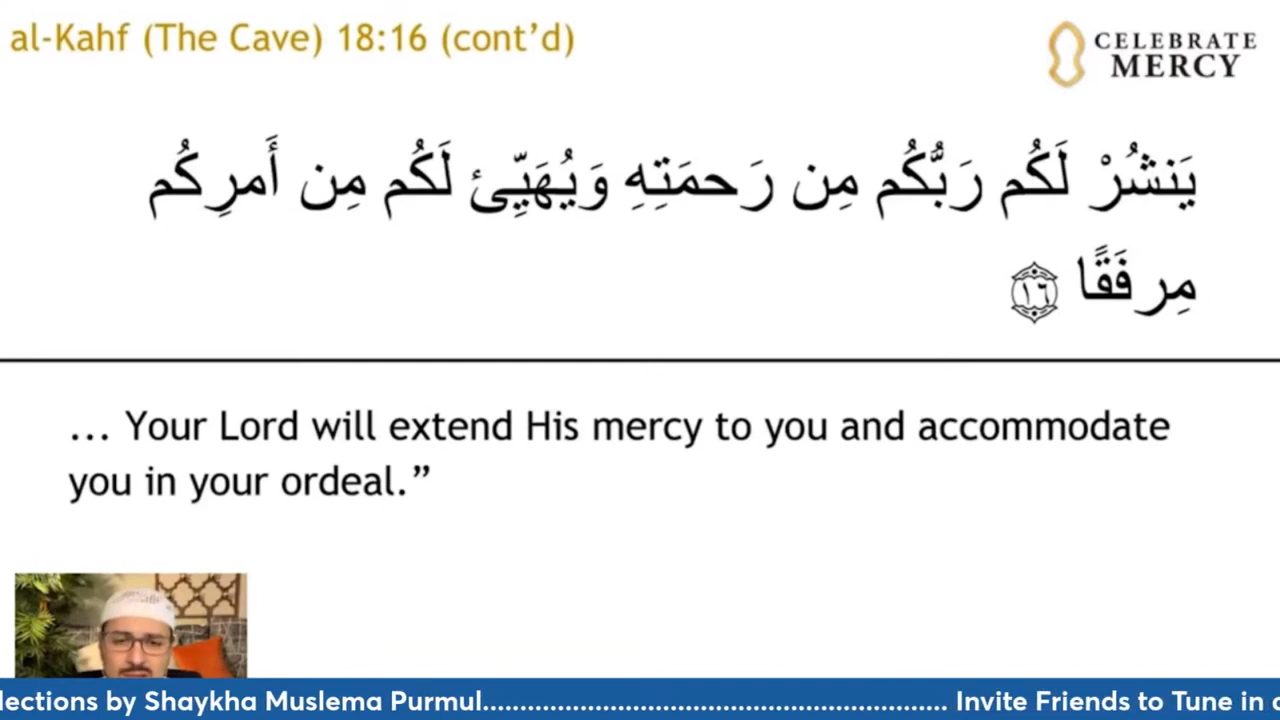 al-Kahf (The Cave) 18:16 (cont’d)
CELEBRATE
MERCY
يَنشُرْ لَكُم رَبُّكُم مِن رَحمَتِهِ وَيُهَيِّئ لَكُم مِن أَمرِكُم
مِرفَقًا ١٦
... Your Lord will extend His mercy to you and accommodate
you in your ordeal.”
lections by Shaykha Muslema Purmul................................................................... Invite Friends to Tune in